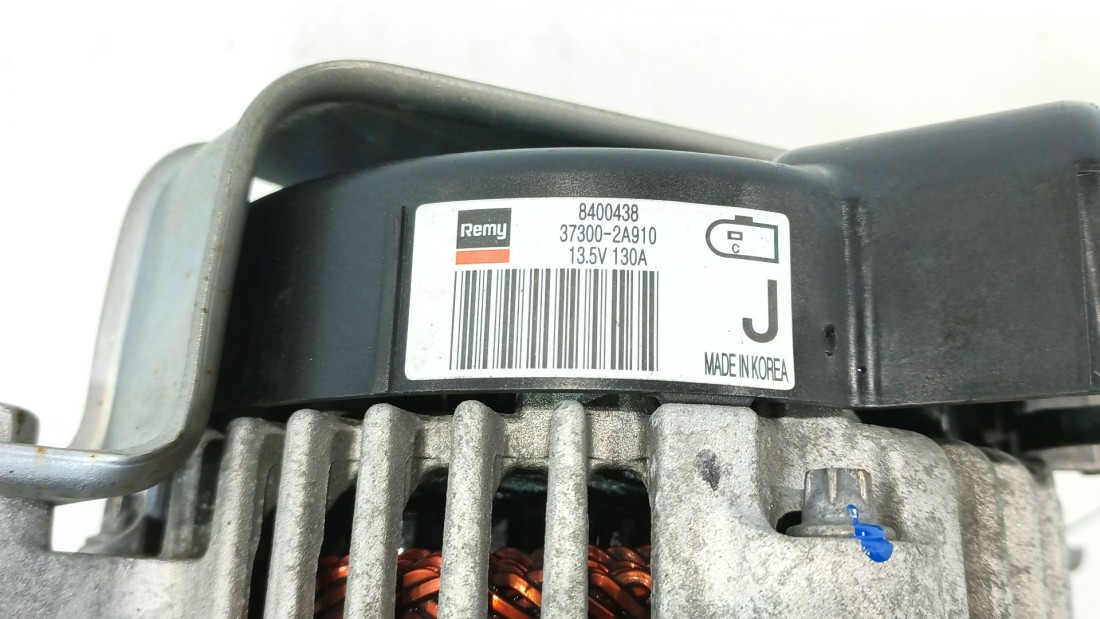 Remy
8400438
37300-2A910
13.5V 130A
C
J
MADE IN KOREA